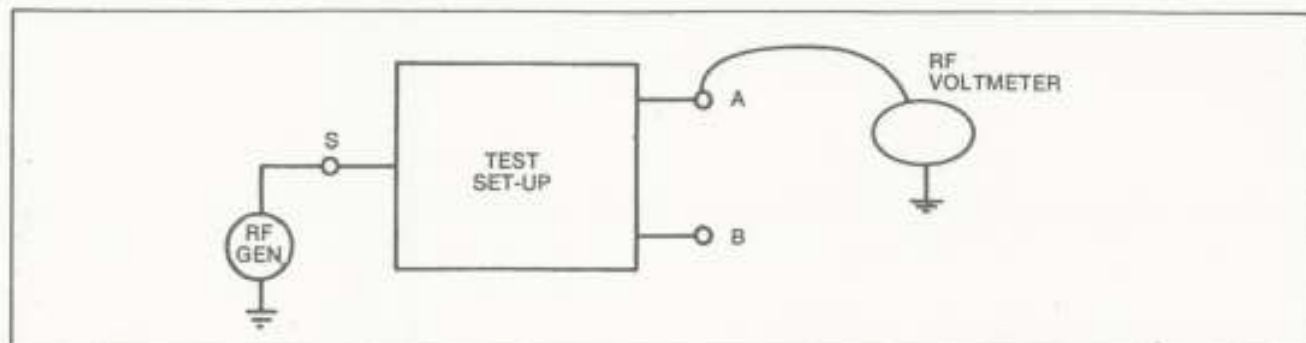 RF
VOLTMETER
A
S
TEST
SET-UP
RF
GEN
B